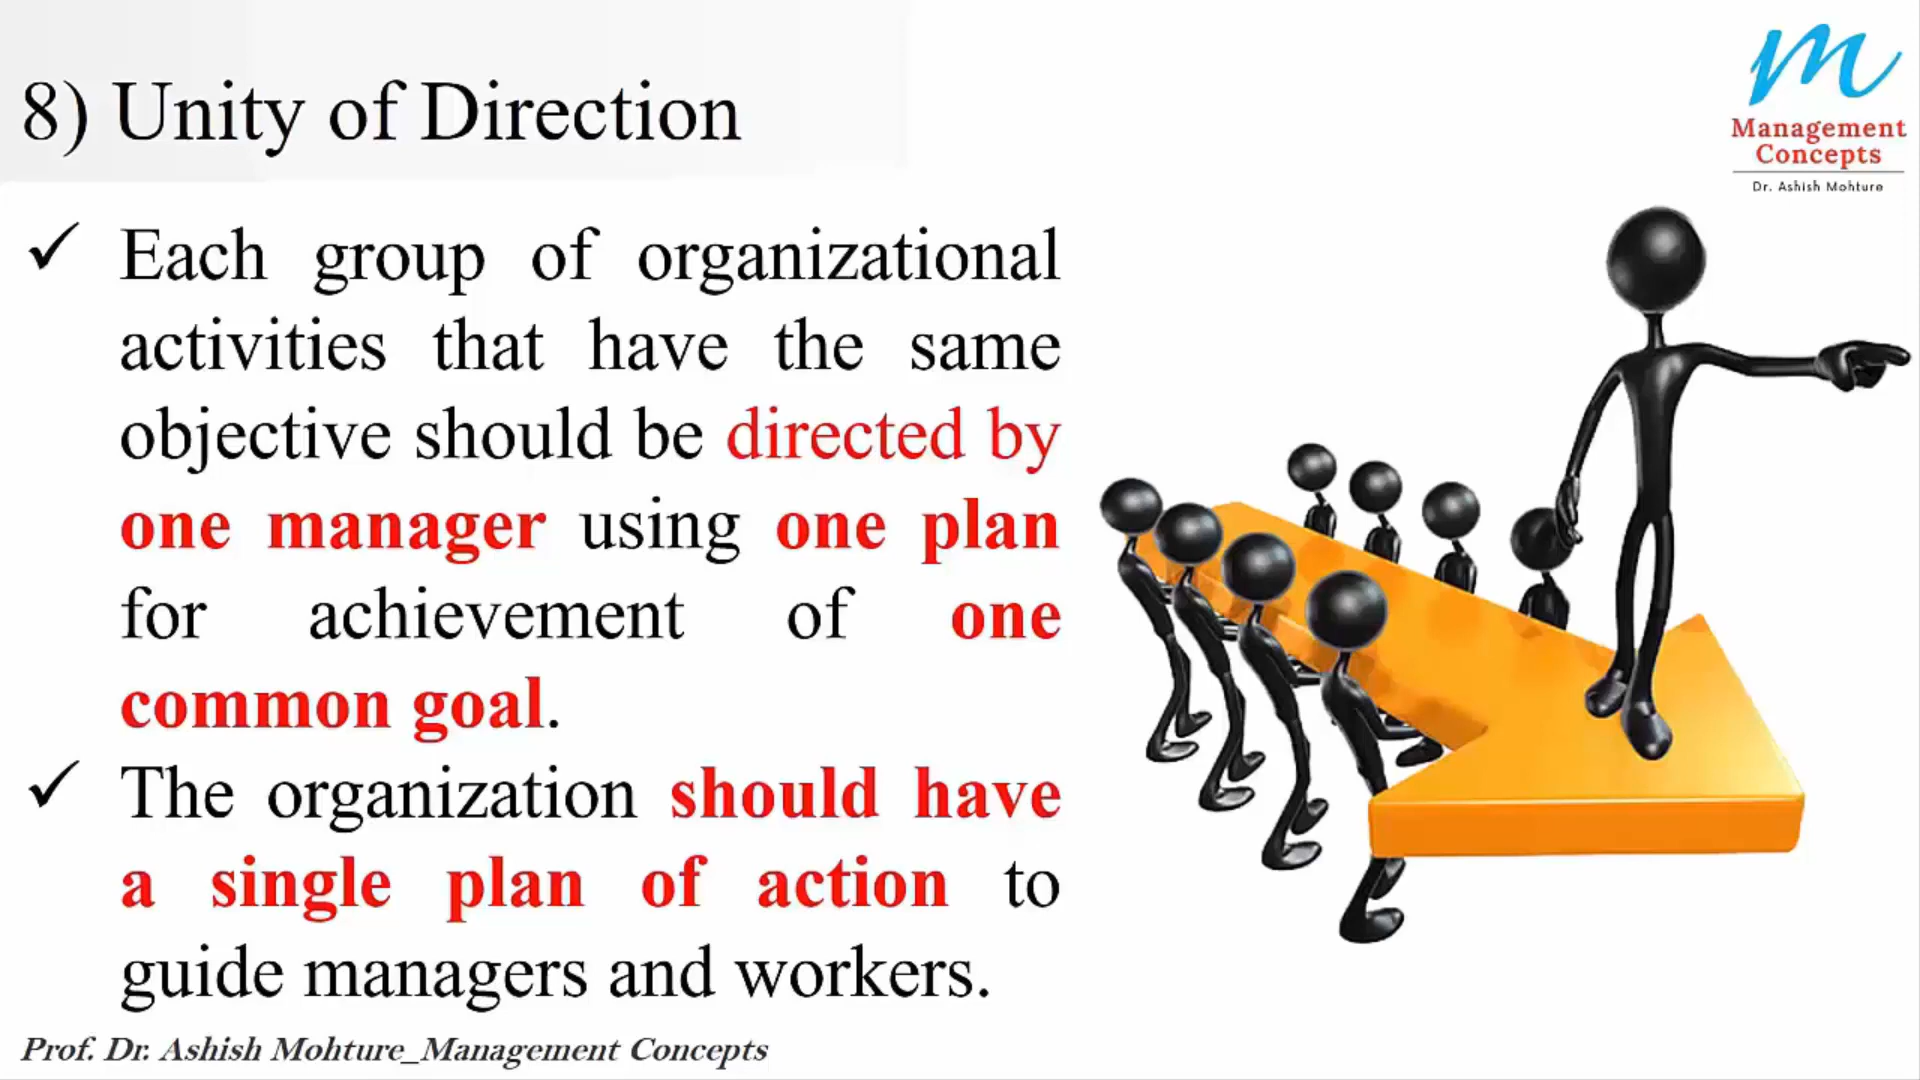 8) Unity of Direction
m
Management
Concepts
Dr. Ashish Mohture
✓ Each group of organizational
activities that have the same
objective should be directed by
one manager using one plan
for achievement of one
common goal.
✓ The organization should have
a single plan of action to
guide managers and workers.
Prof. Dr. Ashish Mohture_Management Concepts